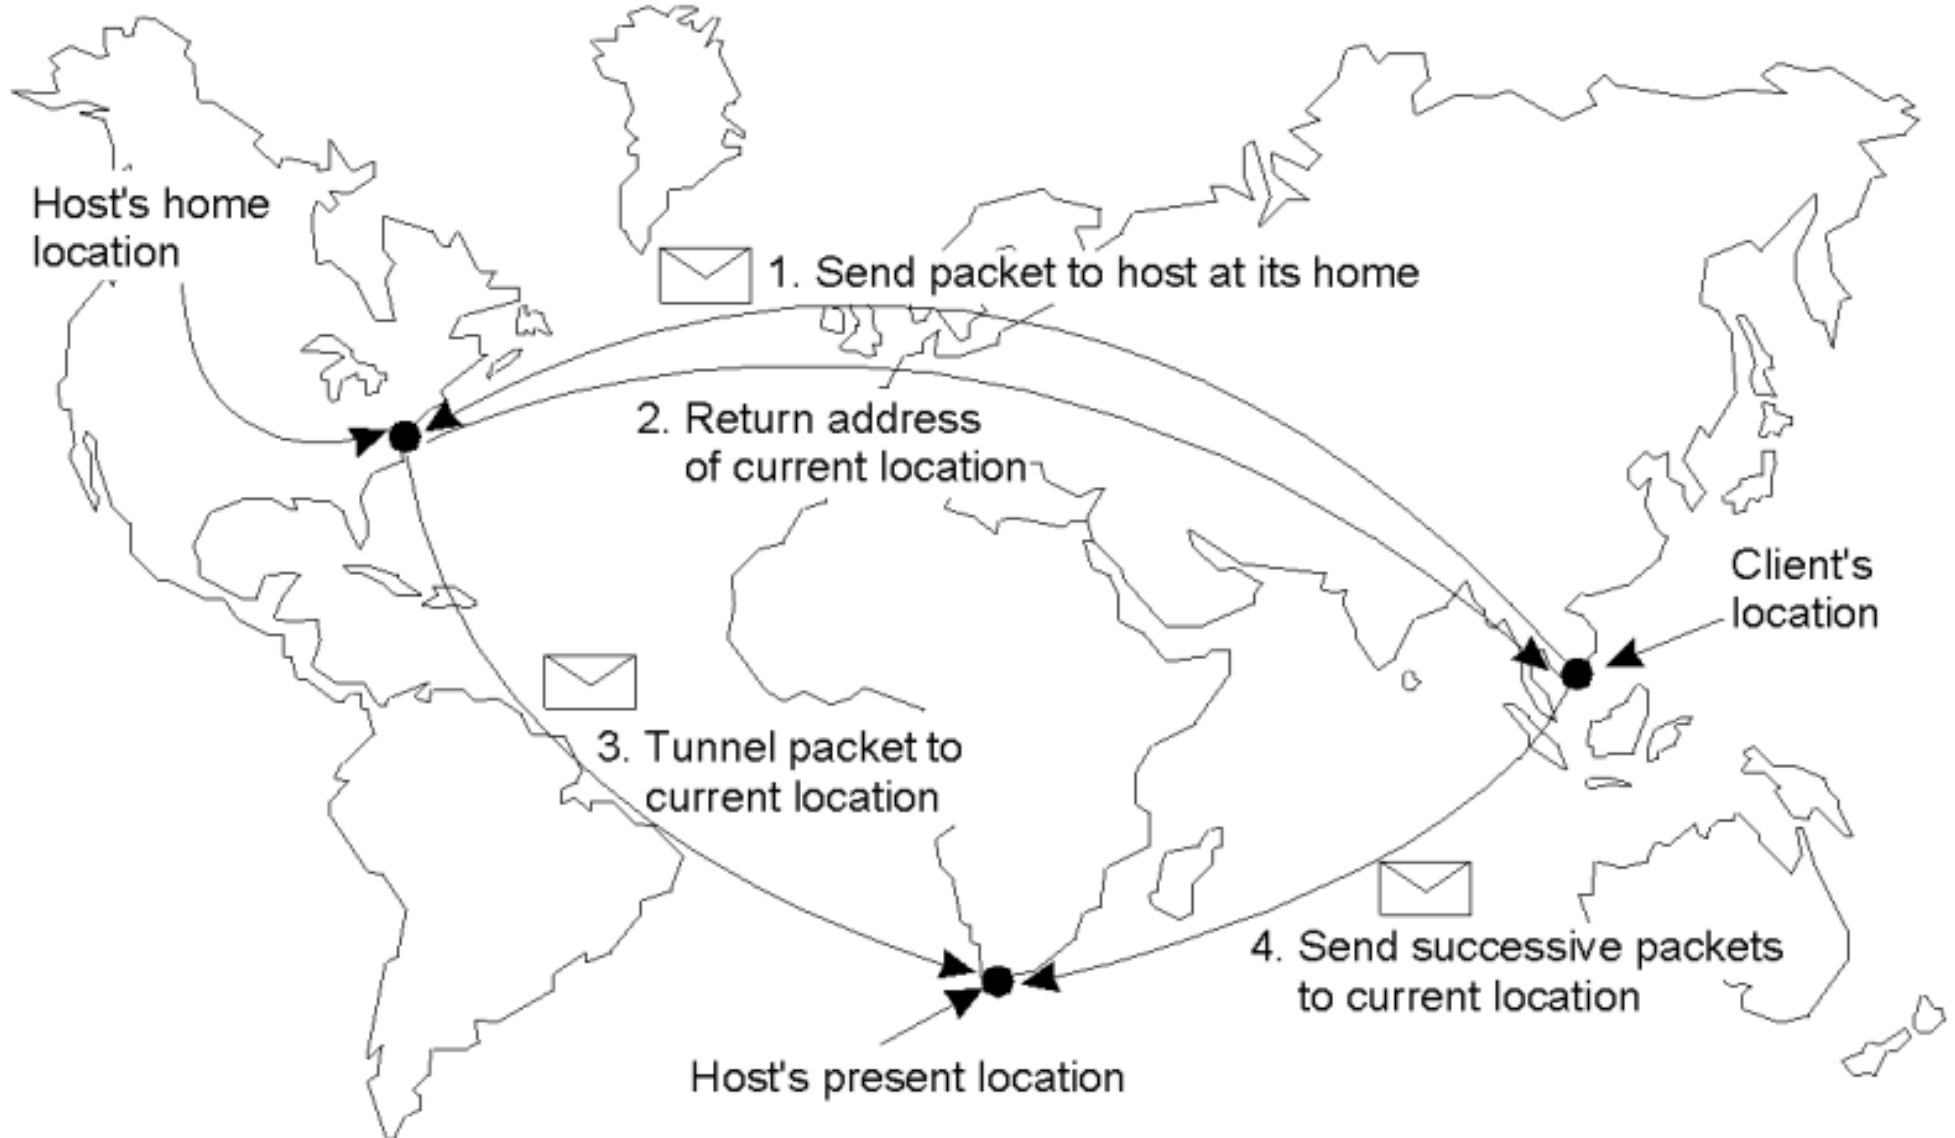 Host's home
location
1. Send packet to host at its home
2. Return address
of current location
Client's
location
3. Tunnel packet to
current location
4. Send successive packets
to current location
Host's present location